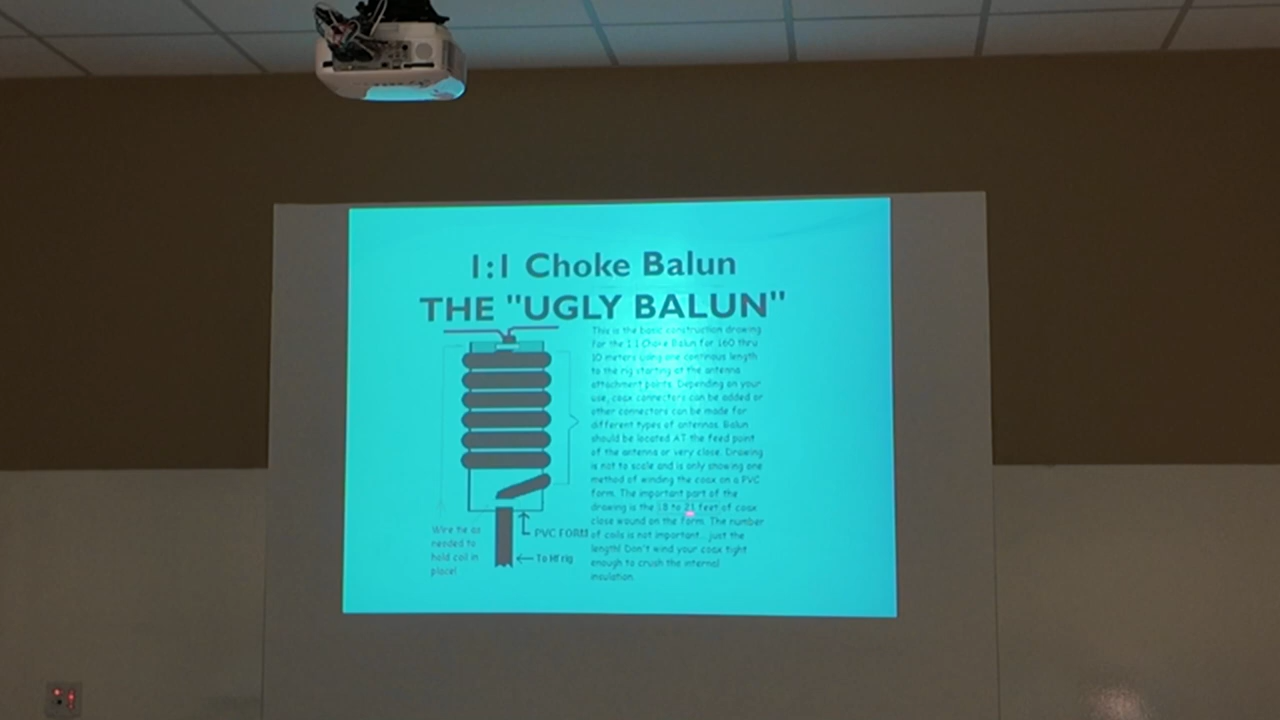 1:1 Choke Balun
THE "UGLY BALUN"
This is the basic construction drawing
for the 1:1 Choke Balun for 160 thru
10 meters using one continous length
to the rig starting at the antenna
attachment points. Depending on your
use, coax connectors can be added or
other connectors can be made for
different types of antennas. Balun
should be located AT the feed point
of the antenna or very close. Drawing
is not to scale and is only showing one
method of winding the coax on a PVC
form. The important part of the
drawing is the 18 to 21 feet of coax
close wound on the form. The number
of coils is not important... just the
length! Don't wind your coax tight
enough to crush the internal
insulation.
Wire tie as
needed to
hold coil in
place!
PVC FORM
To Hf rig